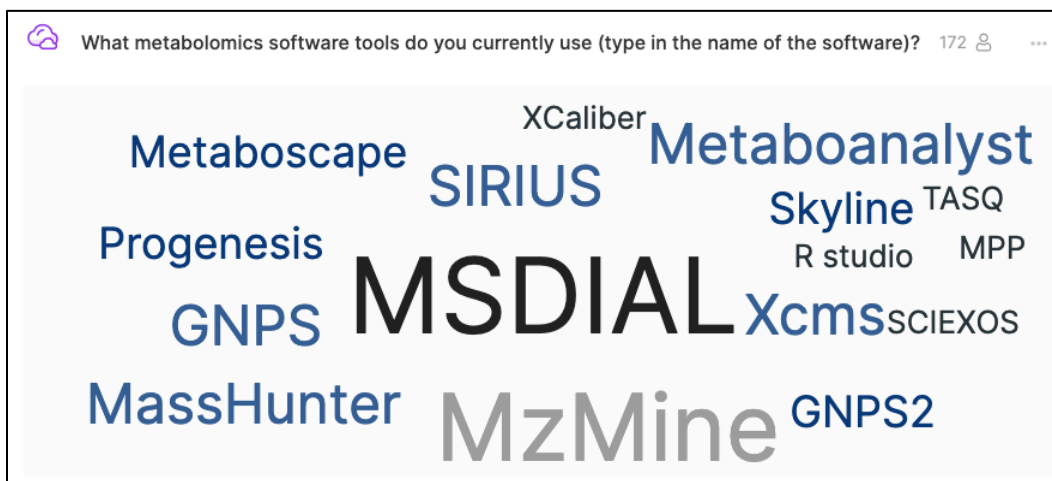 What metabolomics software tools do you currently use (type in the name of the software)? 172
XCaliber
Metaboscape
SIRIUS
Metaboanalyst
Skyline
TASQ
Progenesis
R studio
MPP
GNPS
MSDIAL
Xcms
SCIEXOS
MassHunter
MzMine
GNPS2